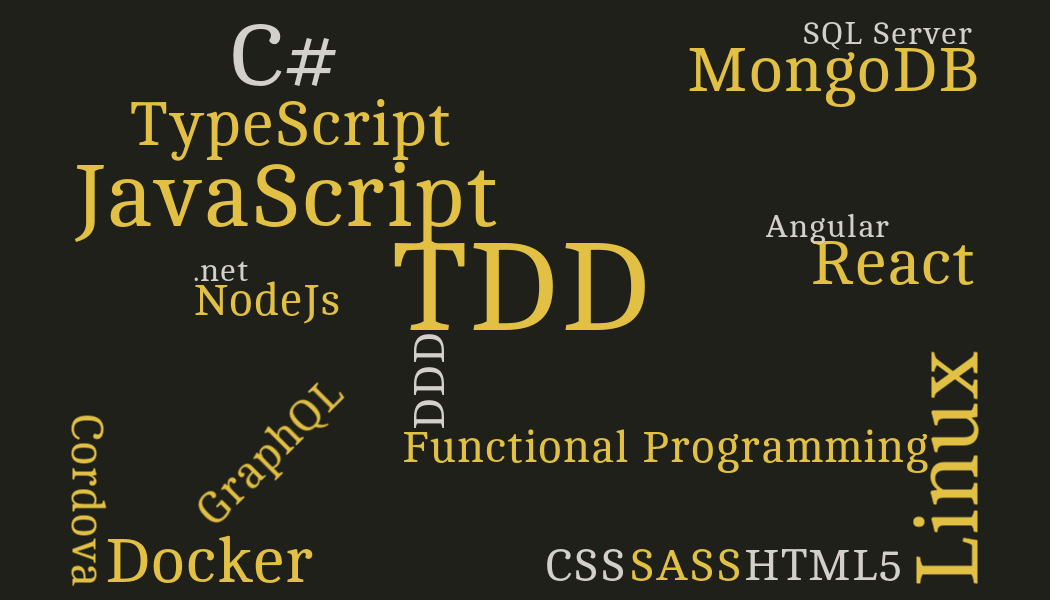 C#
SQL Server
MongoDB
TypeScript
JavaScript
Angular
React
.net
NodeJs
TDD
DDD
Linux
GraphQL
Cordova
Functional Programming
Docker
CSSSASSHTML5